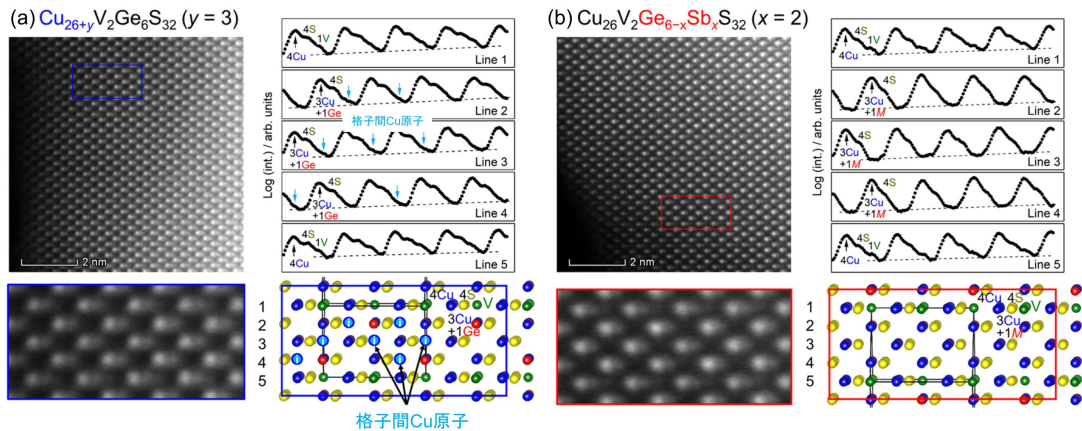 (a) Cu26+yV2Ge6S32 (y = 3)
2 nm
Log (int.) / arb. units
4S
1V
4Cu
Line 1
4S
3Cu
+1Ge
Line 2
格子間Cu原子
4S
3Cu
+1Ge
Line 3
4S
3Cu
+1Ge
Line 4
4S
1V
4Cu
Line 5
1
2
3
4
5
4Cu 4S
V
3Cu
+1Ge
格子間Cu原子
(b) Cu26V2Ge6−xSbxS32 (x = 2)
2 nm
Log (int.) / arb. units
4S
1V
4Cu
Line 1
4S
3Cu
+1M
Line 2
4S
3Cu
+1M
Line 3
4S
3Cu
+1M
Line 4
4S
1V
4Cu
Line 5
1
2
3
4
5
4Cu 4S
V
3Cu
+1M